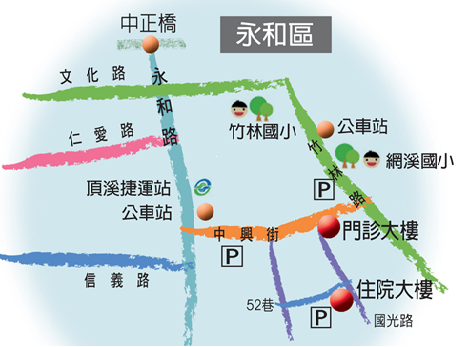 中正橋
永和區
文化路
永和路
仁愛路
竹林國小
公車站
網溪國小
竹林路
P
頂溪捷運站
公車站
中興街
P
門診大樓
信義路
52巷
住院大樓
P
國光路